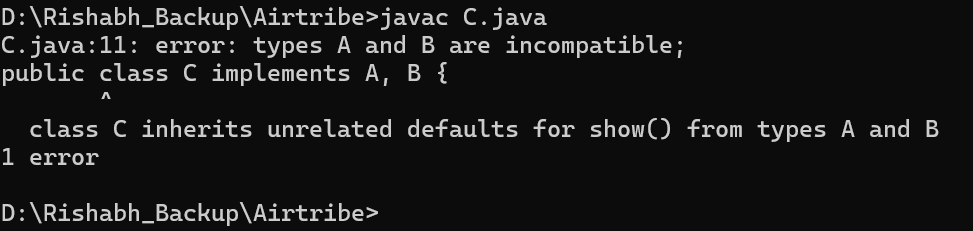 D:\Rishabh_Backup\Airtribe>javac C.java
C.java:11: error: types A and B are incompatible;
public class C implements A, B {
       ^
  class C inherits unrelated defaults for show() from types A and B
1 error
D:\Rishabh_Backup\Airtribe>